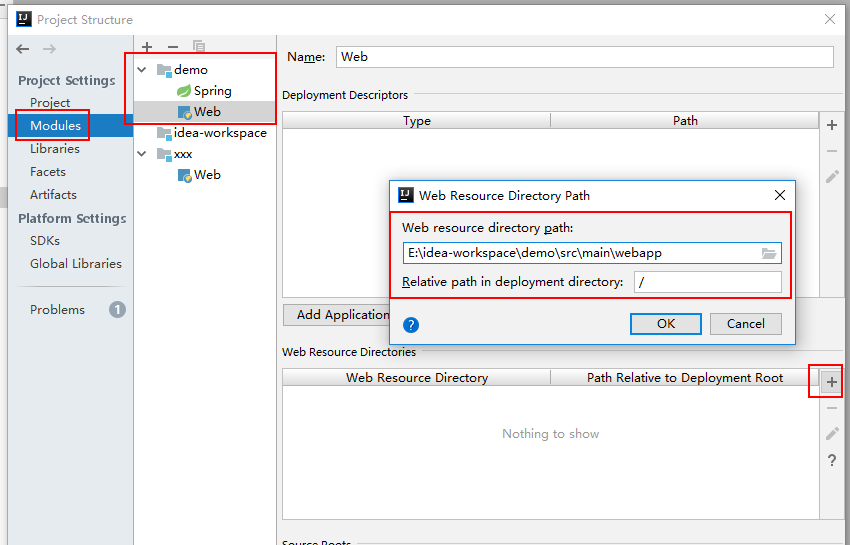 Project Structure
Project Settings
Project
Modules
Libraries
Facets
Artifacts
Platform Settings
SDKs
Global Libraries
Problems 1
demo
Spring
Web
idea-workspace
xxx
Web
Name: Web
Deployment Descriptors
Type Path
Add Application
Web Resource Directory Path
Web resource directory path:
E:\idea-workspace\demo\src\main\webapp
Relative path in deployment directory: /
? OK Cancel
Web Resource Directories
Web Resource Directory Path Relative to Deployment Root
Nothing to show
?